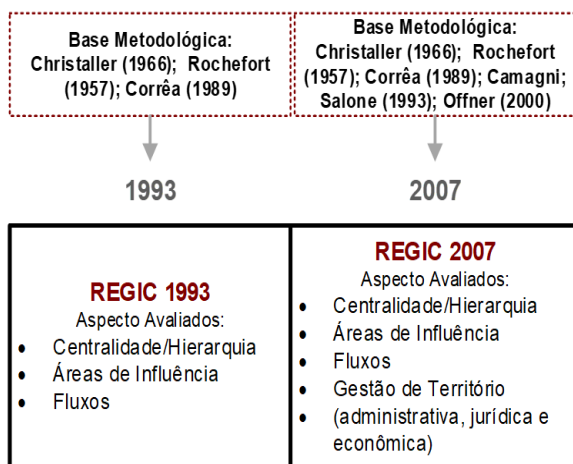 Base Metodológica:
Christaller (1966); Rochefort
(1957); Corrêa (1989)
Base Metodológica:
Christaller (1966); Rochefort
(1957); Corrêa (1989); Camagni;
Salone (1993); Offner (2000)
1993
2007
REGIC 1993
Aspecto Avaliados:
• Centralidade/Hierarquia
• Áreas de Influência
• Fluxos
REGIC 2007
Aspecto Avaliados:
• Centralidade/Hierarquia
• Áreas de Influência
• Fluxos
• Gestão de Território
• (administrativa, jurídica e
econômica)